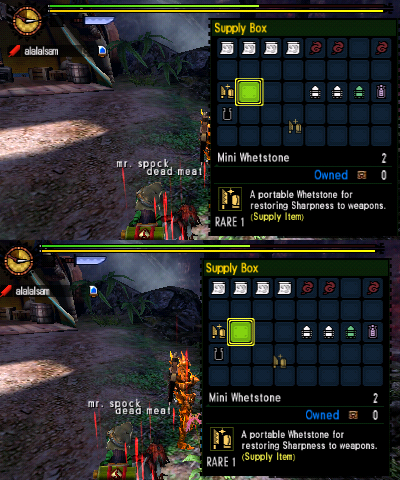 Supply Box
alalalsam
mr. spock
dead meat
Mini Whetstone 2
Owned 0
A portable Whetstone for
restoring Sharpness to weapons.
(Supply Item)
RARE 1
Supply Box
alalalsam
mr. spock
dead meat
Mini Whetstone 2
Owned 0
A portable Whetstone for
restoring Sharpness to weapons.
(Supply Item)
RARE 1